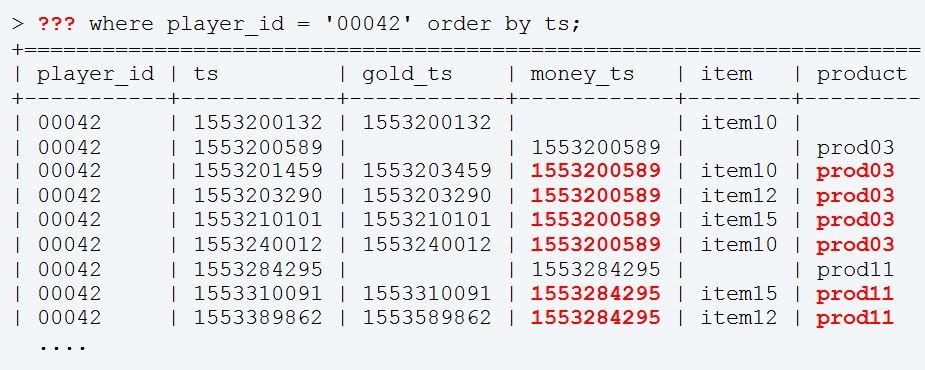 > ??? where player_id = '00042' order by ts;
+=====================================================================
| player_id | ts         | gold_ts    | money_ts   | item   | product
+-----------+------------+------------+------------+--------+---------
| 00042     | 1553200132 | 1553200132 |            | item10 |
| 00042     | 1553200589 |            | 1553200589 |        | prod03
| 00042     | 1553201459 | 1553203459 | 1553200589 | item10 | prod03
| 00042     | 1553203290 | 1553203290 | 1553200589 | item12 | prod03
| 00042     | 1553210101 | 1553210101 | 1553200589 | item15 | prod03
| 00042     | 1553240012 | 1553240012 | 1553200589 | item10 | prod03
| 00042     | 1553284295 |            | 1553284295 |        | prod11
| 00042     | 1553310091 | 1553310091 | 1553284295 | item15 | prod11
| 00042     | 1553389862 | 1553589862 | 1553284295 | item12 | prod11
....